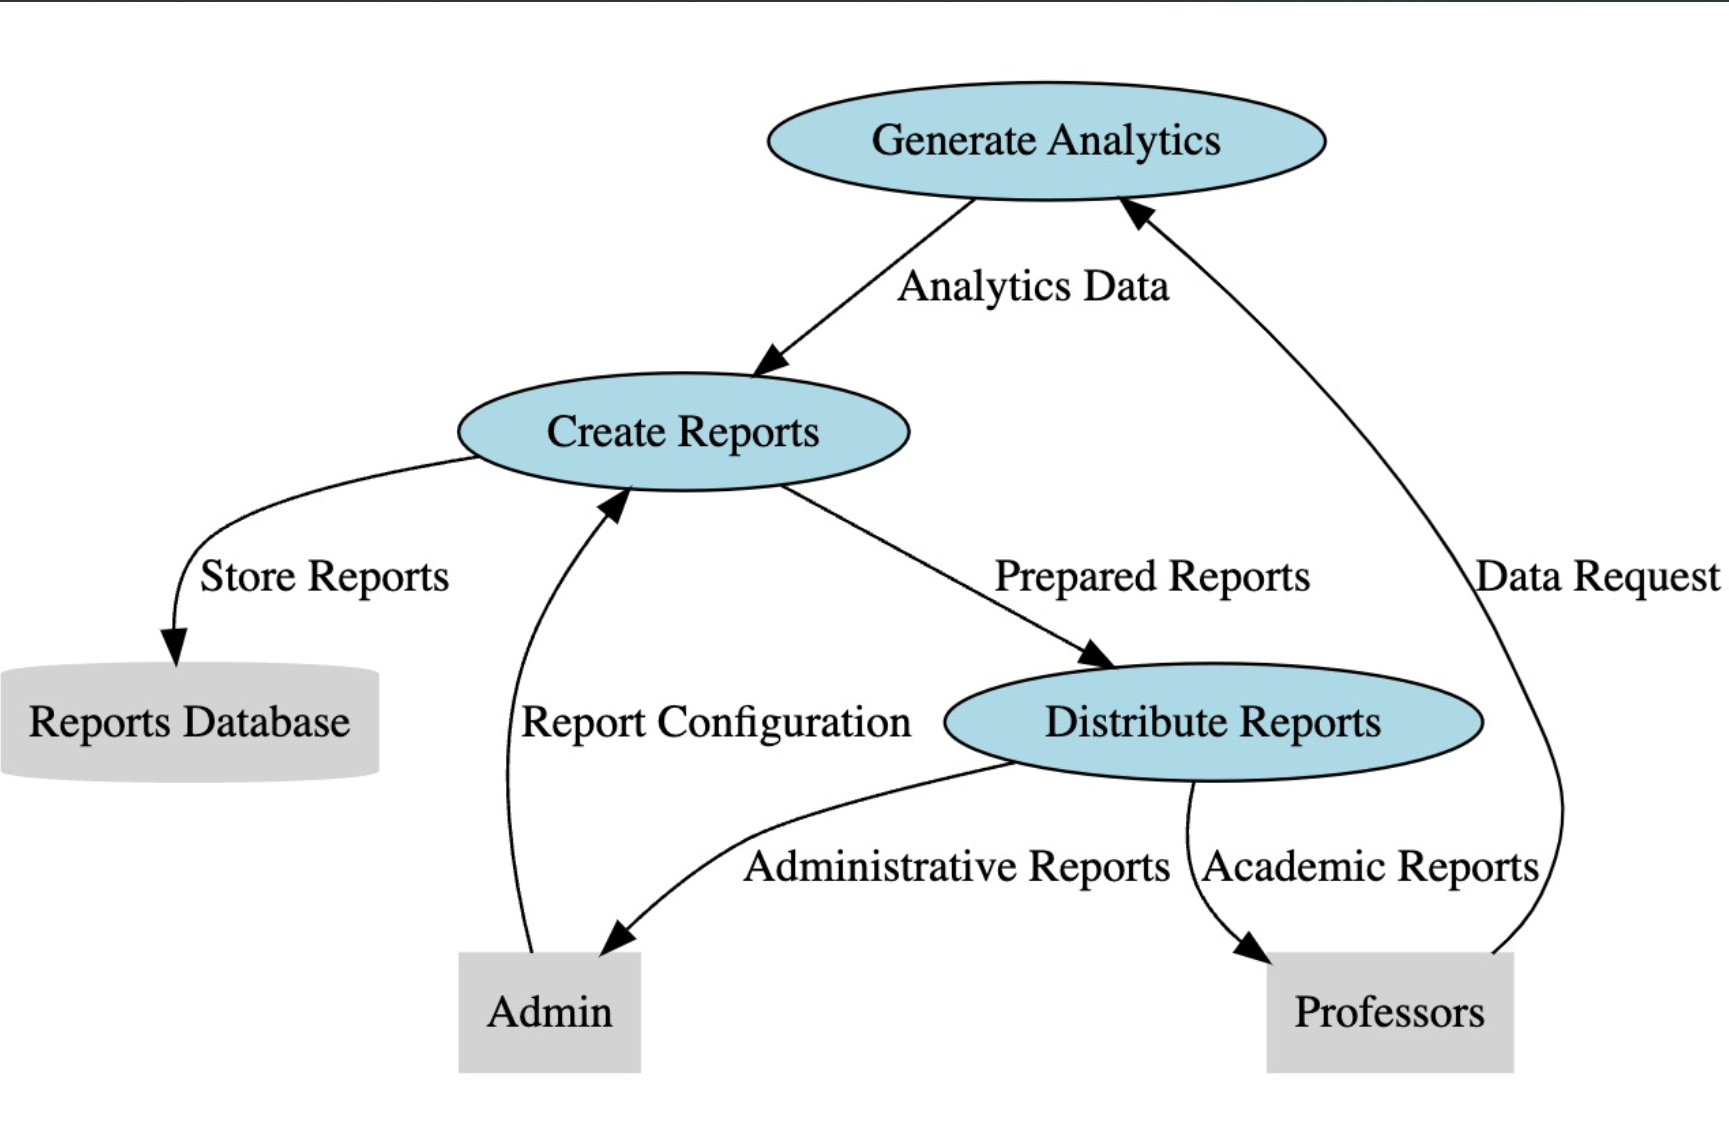 Generate Analytics
Analytics Data
Create Reports
Store Reports
Prepared Reports
Data Request
Reports Database
Report Configuration
Distribute Reports
Administrative Reports
Academic Reports
Admin
Professors